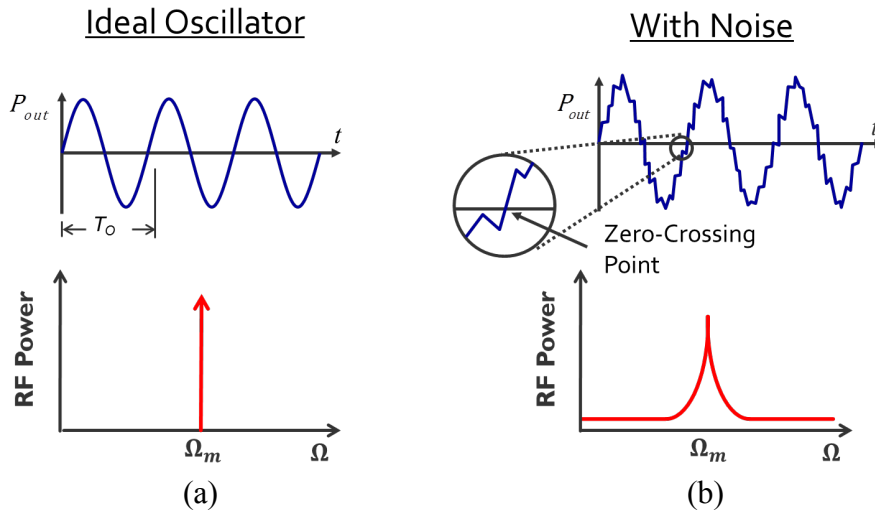 Ideal Oscillator
P_out
t
T_O
RF Power
Ω_m
Ω
(a)
With Noise
P_out
t
Zero-Crossing
Point
RF Power
Ω_m
Ω
(b)